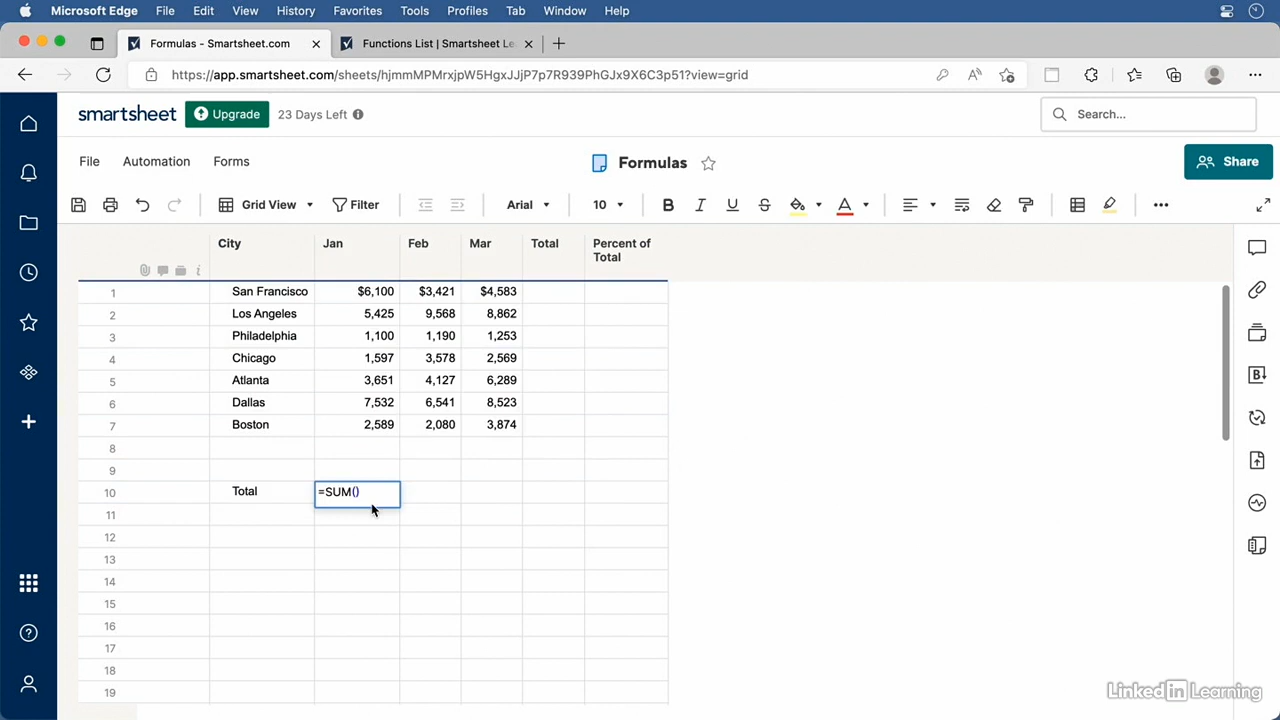 Microsoft Edge File Edit View History Favorites Tools Profiles Tab Window Help
Formulas - Smartsheet.com
Functions List | Smartsheet Le
https://app.smartsheet.com/sheets/hjmmMPMrxjpW5HgxJJjP7p7R939PhGJx9X6C3p51?view=grid
smartsheet Upgrade 23 Days Left Search...
File Automation Forms Formulas Share
Grid View Filter Arial 10 B I U S A
City Jan Feb Mar Total Percent of Total
1 San Francisco $6,100 $3,421 $4,583
2 Los Angeles 5,425 9,568 8,862
3 Philadelphia 1,100 1,190 1,253
4 Chicago 1,597 3,578 2,569
5 Atlanta 3,651 4,127 6,289
6 Dallas 7,532 6,541 8,523
7 Boston 2,589 2,080 3,874
8
9
10 Total =SUM()
11
12
13
14
15
16
17
18
19
LinkedIn Learning